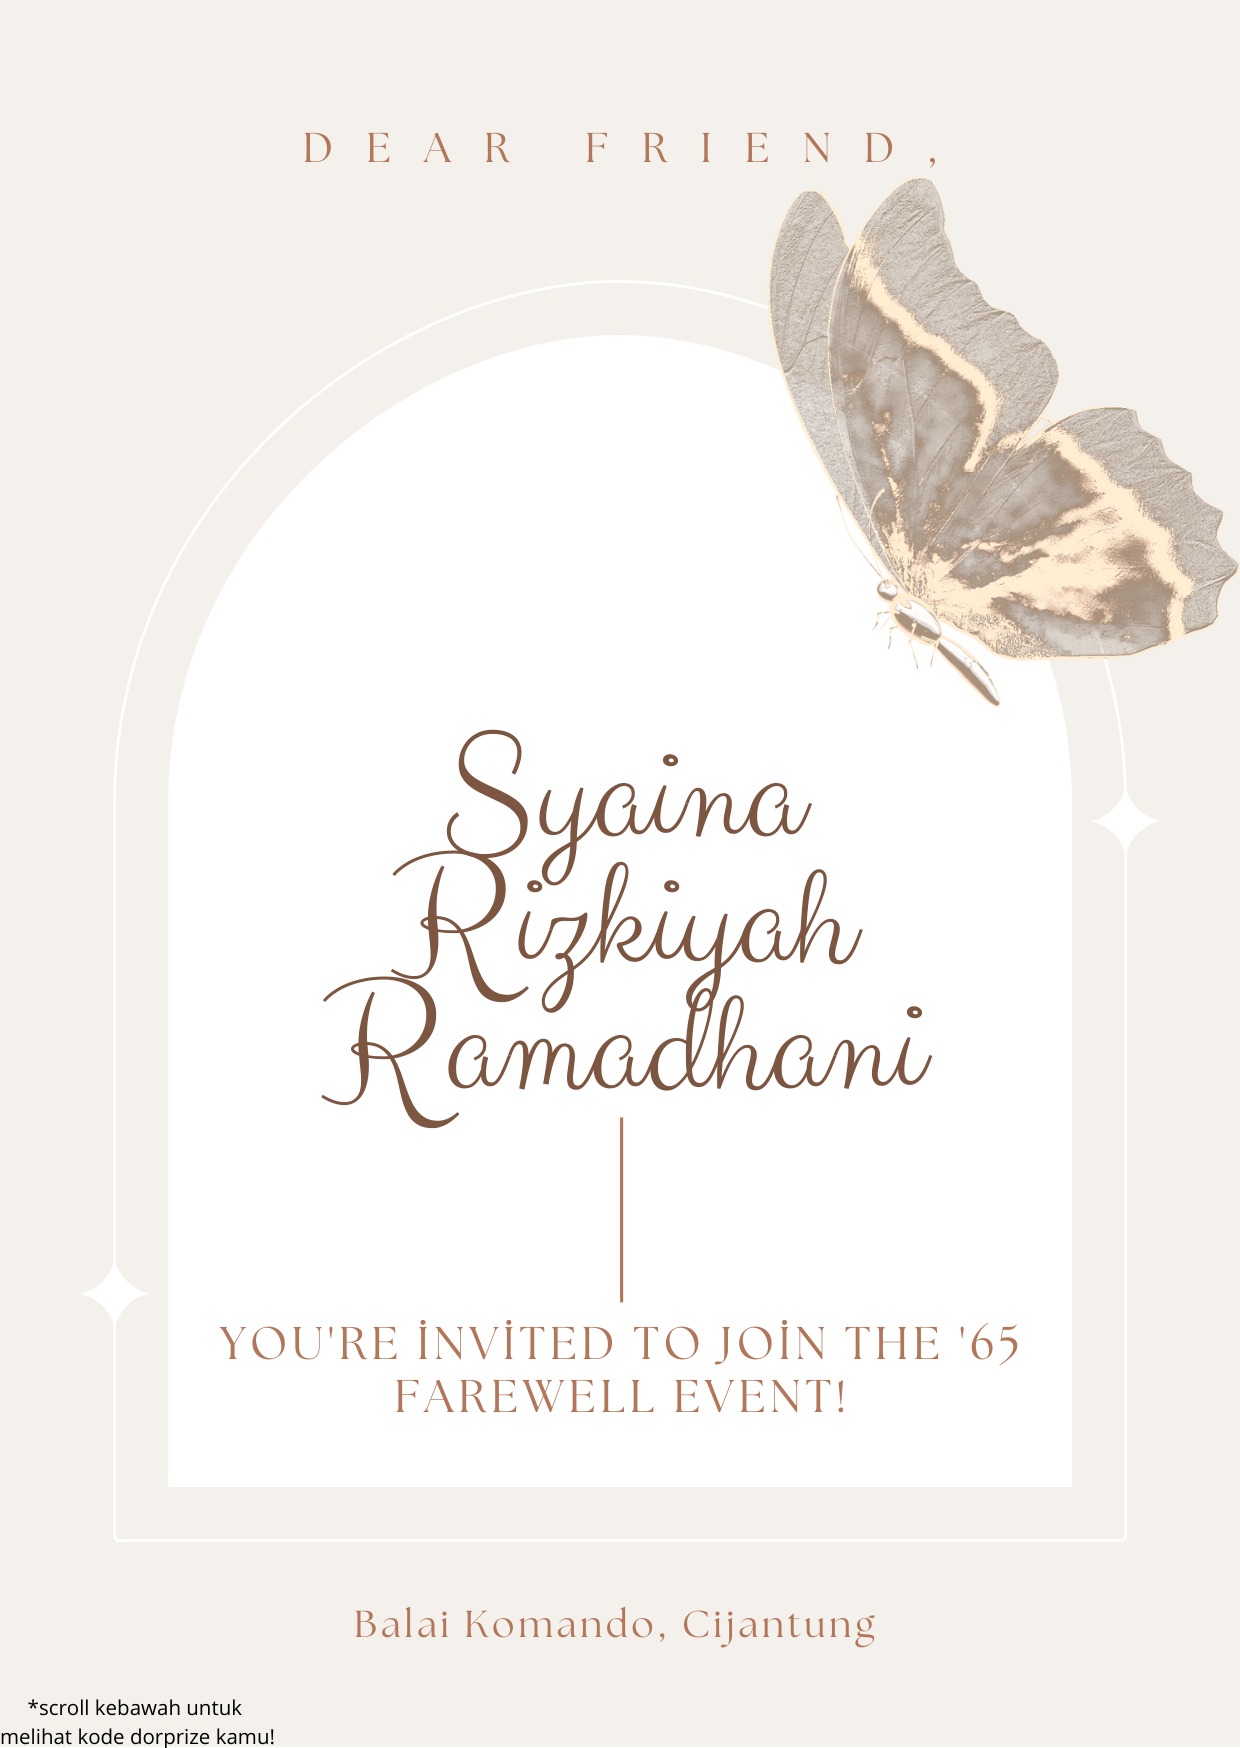 DEAR FRIEND,
Syaina
Rizkiyah
Ramadhani
YOU'RE İNVİTED TO JOİN THE '65
FAREWELL EVENT!
Balai Komando, Cijantung
*scroll kebawah untuk
melihat kode dorprize kamu!